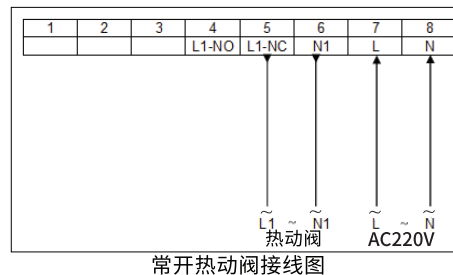 1 2 3 4 5 6 7 8
L1-NO L1-NC N1 L N
~ ~ ~ ~
L1 ~ N1 L ~ N
热动阀 AC220V
常开热动阀接线图